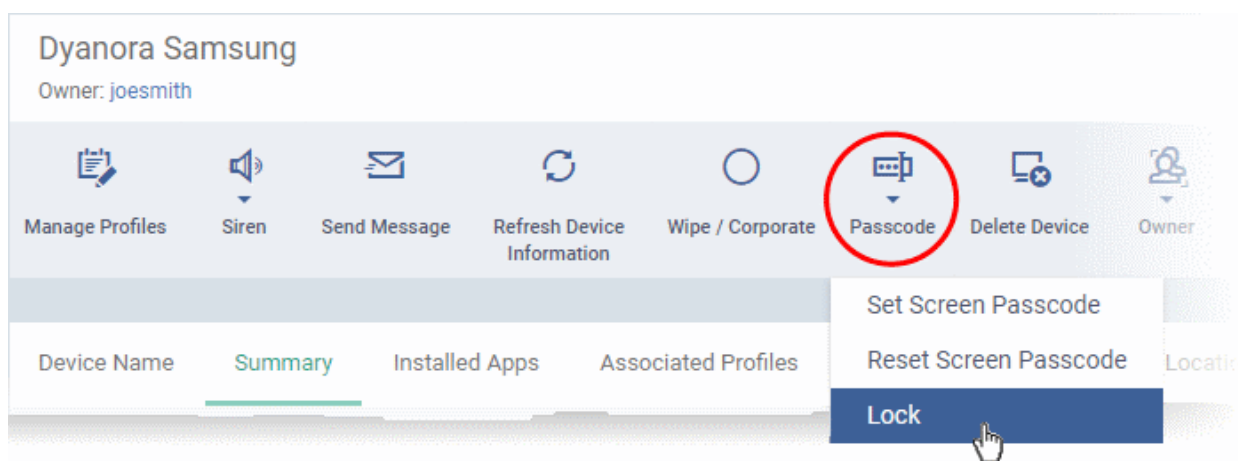 Dyanora Samsung
Owner: joesmith
Manage Profiles
Siren
Send Message
Refresh Device
Information
Wipe / Corporate
Passcode
Delete Device
Owner
Set Screen Passcode
Reset Screen Passcode
Lock
Device Name
Summary
Installed Apps
Associated Profiles